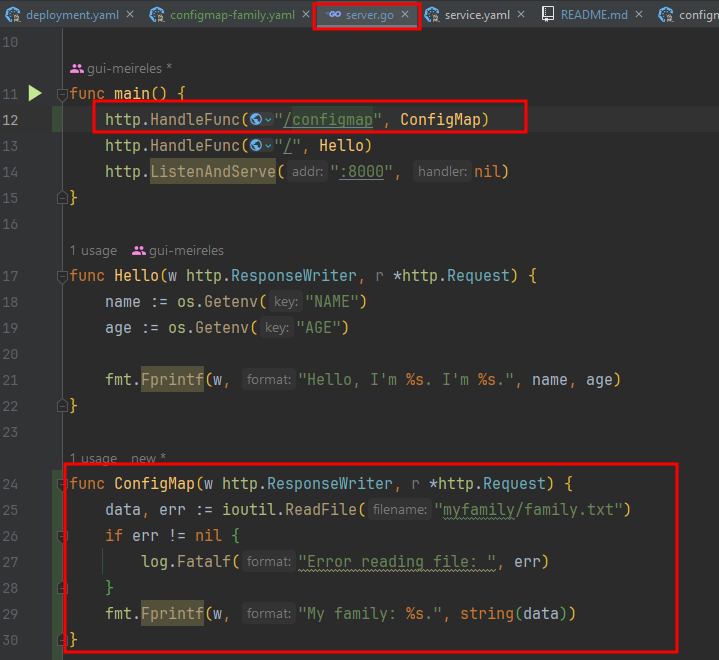 deployment.yaml × configmap-family.yaml × server.go × service.yaml × README.md × configm
10
gui-meireles *
11 func main() {
12 http.HandleFunc("/configmap", ConfigMap)
13 http.HandleFunc("/", Hello)
14 http.ListenAndServe( addr: ":8000", handler: nil)
15 }
16
1 usage gui-meireles
17 func Hello(w http.ResponseWriter, r *http.Request) {
18 name := os.Getenv( key: "NAME")
19 age := os.Getenv( key: "AGE")
20
21 fmt.Fprintf(w, format: "Hello, I'm %s. I'm %s.", name, age)
22 }
23
1 usage new *
24 func ConfigMap(w http.ResponseWriter, r *http.Request) {
25 data, err := ioutil.ReadFile( filename: "myfamily/family.txt")
26 if err != nil {
27 log.Fatalf( format: "Error reading file: ", err)
28 }
29 fmt.Fprintf(w, format: "My family: %s.", string(data))
30 }